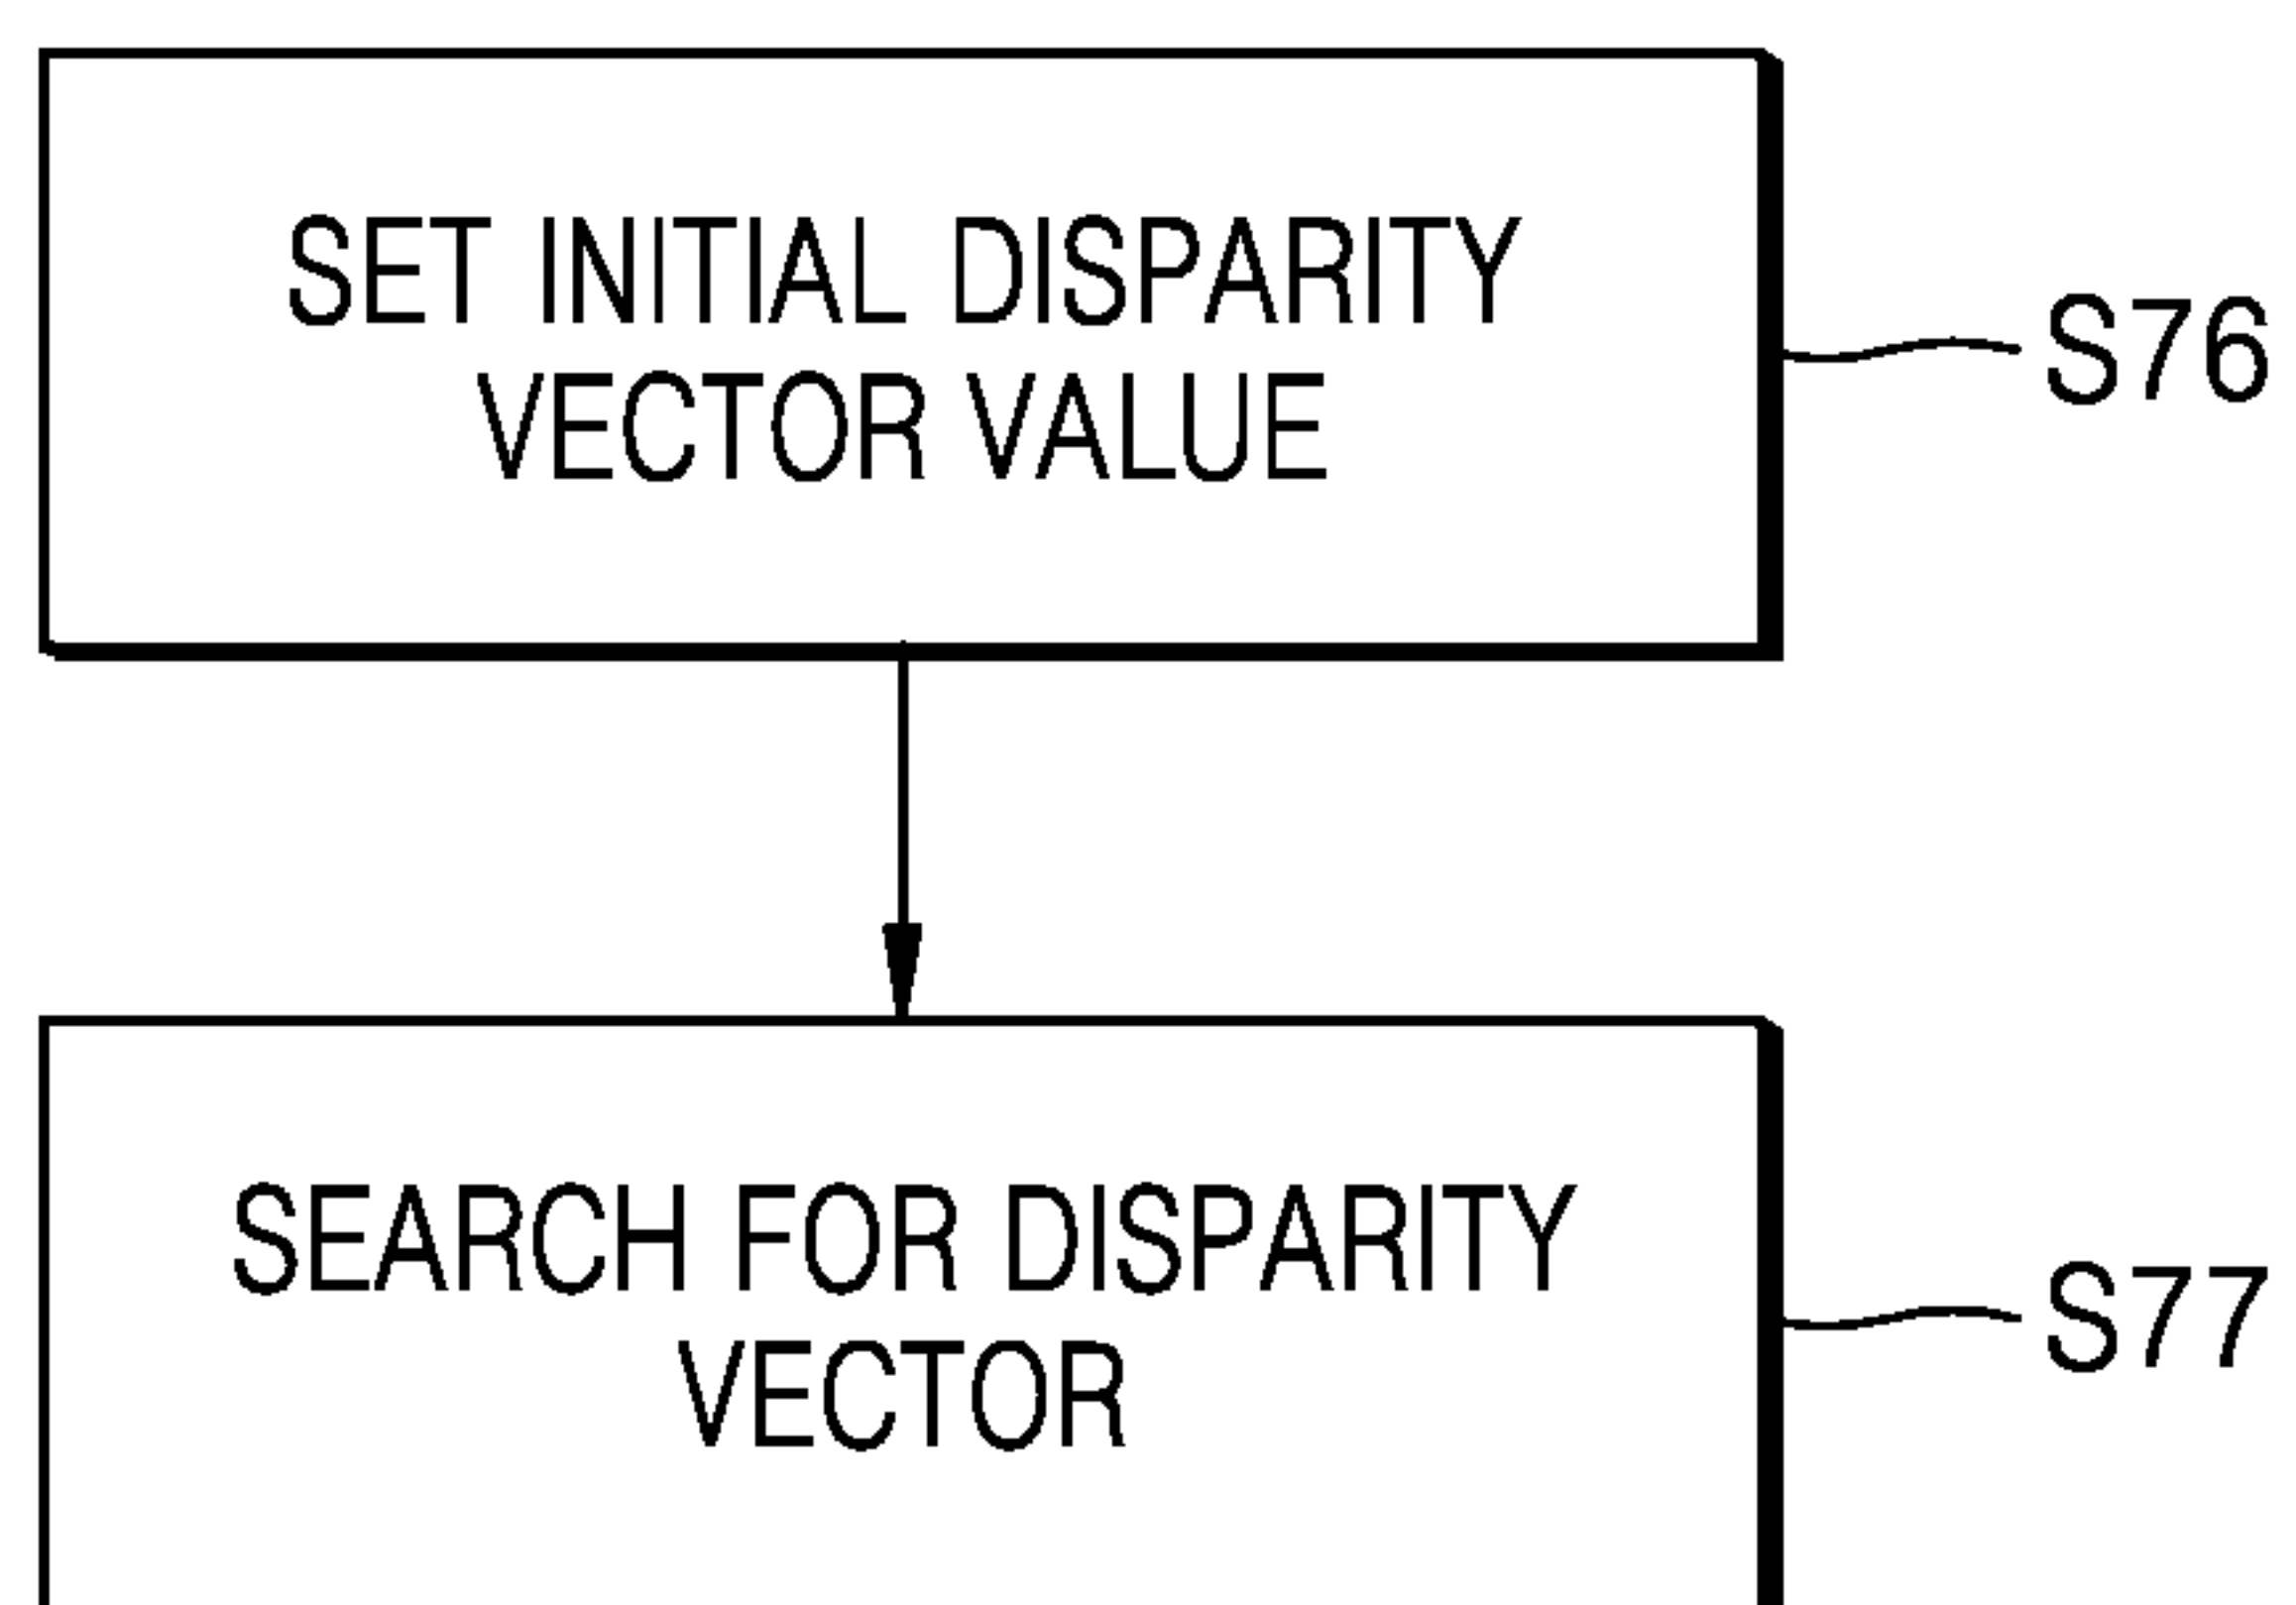 SET INITIAL DISPARITY
VECTOR VALUE
S76
SEARCH FOR DISPARITY
VECTOR
S77